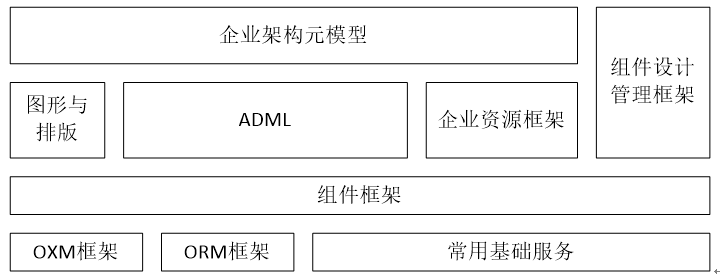 企业架构元模型
组件设计
管理框架
图形与
排版
ADML
企业资源框架
组件框架
OXM框架
ORM框架
常用基础服务